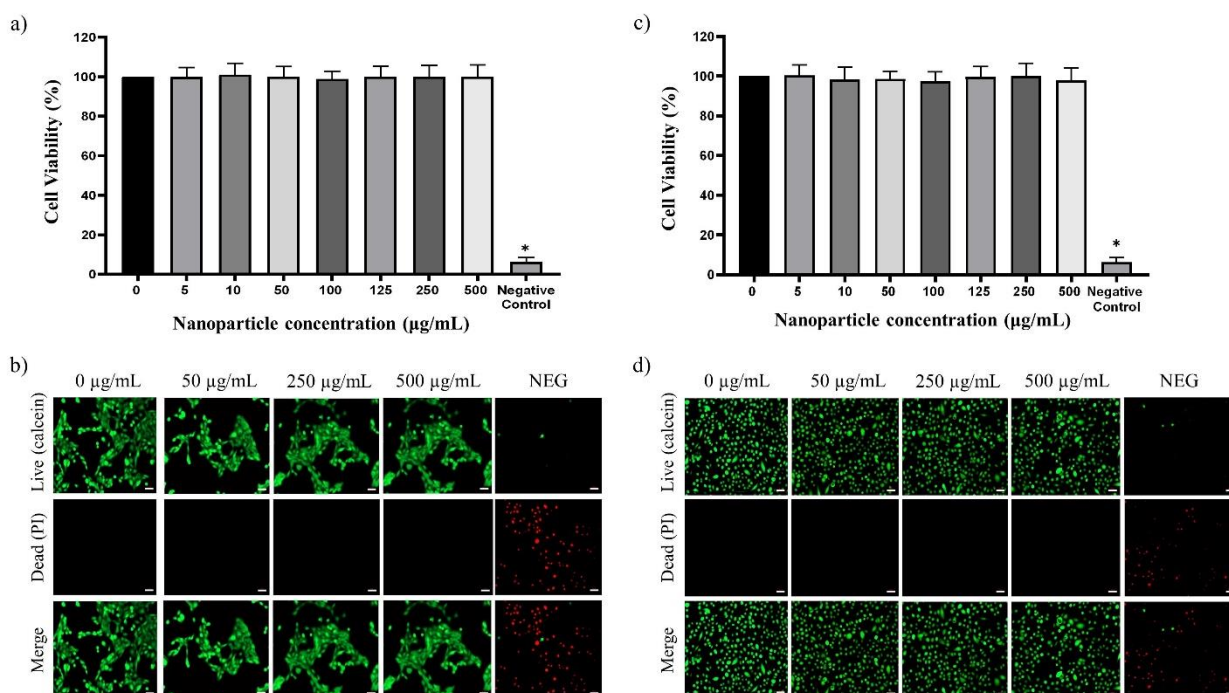 a)
120
100
80
60
40
20
0
Cell Viability (%)
*
0 5 10 50 100 125 250 500 Negative Control
Nanoparticle concentration (µg/mL)
c)
120
100
80
60
40
20
0
Cell Viability (%)
*
0 5 10 50 100 125 250 500 Negative Control
Nanoparticle concentration (µg/mL)
b)
0 µg/mL 50 µg/mL 250 µg/mL 500 µg/mL NEG
Live (calcein)
Dead (PI)
Merge
d)
0 µg/mL 50 µg/mL 250 µg/mL 500 µg/mL NEG
Live (calcein)
Dead (PI)
Merge